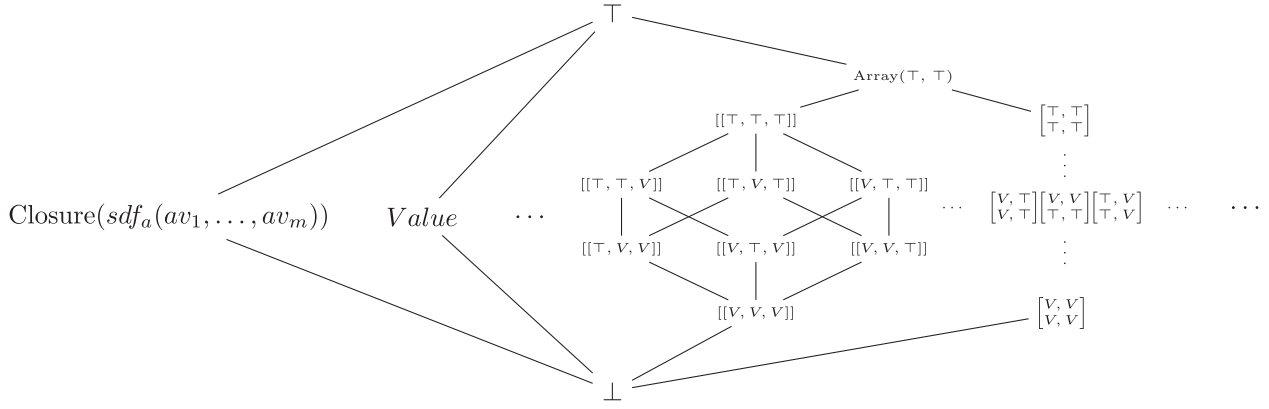 ⊤
Array(⊤, ⊤)
[[⊤, ⊤, ⊤]]
[⊤, ⊤
⊤, ⊤]
⋮
[[⊤, ⊤, V]] [[⊤, V, ⊤]] [[V, ⊤, ⊤]]
Closure(sdf_a(av_1, . . . , av_m)) Value ··· ··· [V, ⊤ V, ⊤] [V, V ⊤, ⊤] [⊤, V ⊤, V] ··· ···
[[⊤, V, V]] [[V, ⊤, V]] [[V, V, ⊤]]
⋮
[[V, V, V]]
[V, V
V, V]
⊥